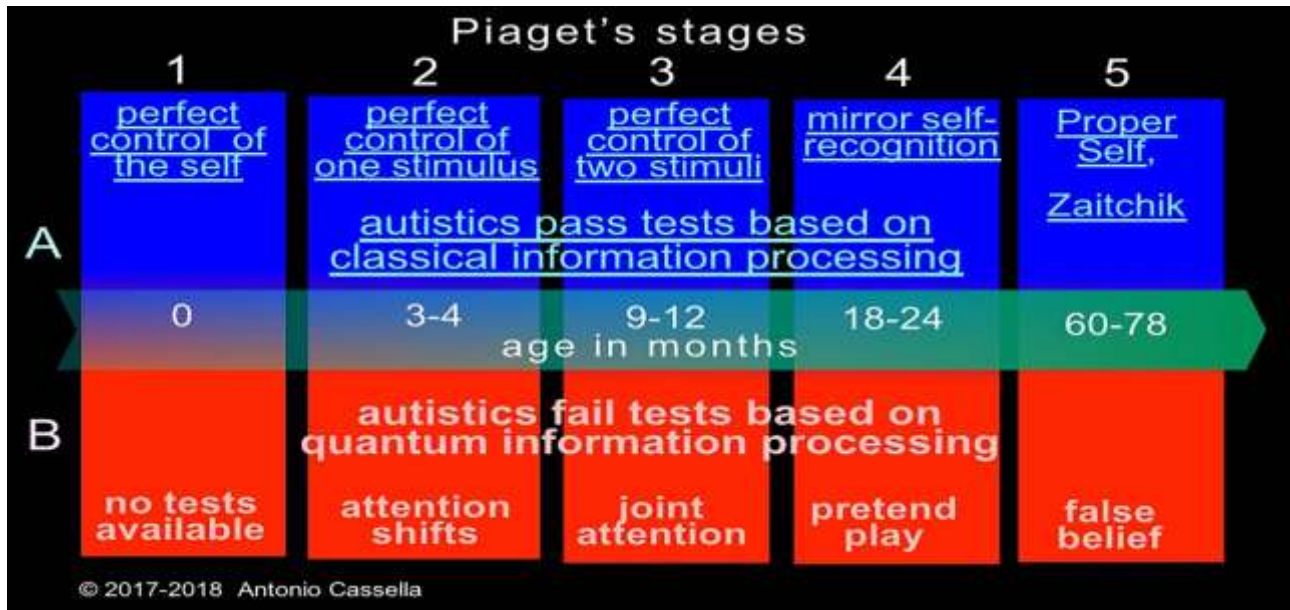 Piaget's stages
1 2 3 4 5
perfect control of the self
perfect control of one stimulus
perfect control of two stimuli
mirror self-recognition
Proper Self,
Zaitchik
A
autistics pass tests based on
classical information processing
0 3-4 9-12 18-24 60-78
age in months
B
autistics fail tests based on
quantum information processing
no tests available
attention shifts
joint attention
pretend play
false belief
© 2017-2018 Antonio Cassella